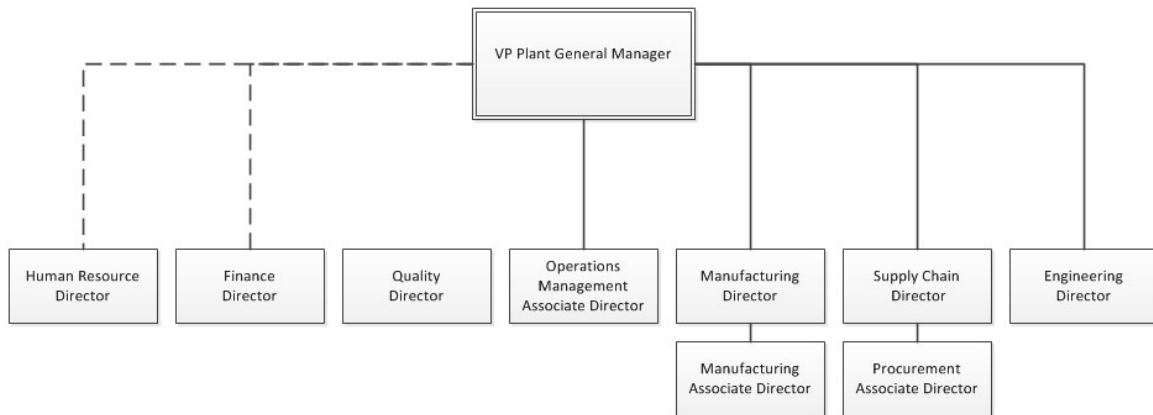 VP Plant General Manager
Human Resource
Director
Finance
Director
Quality
Director
Operations
Management
Associate Director
Manufacturing
Director
Supply Chain
Director
Engineering
Director
Manufacturing
Associate Director
Procurement
Associate Director